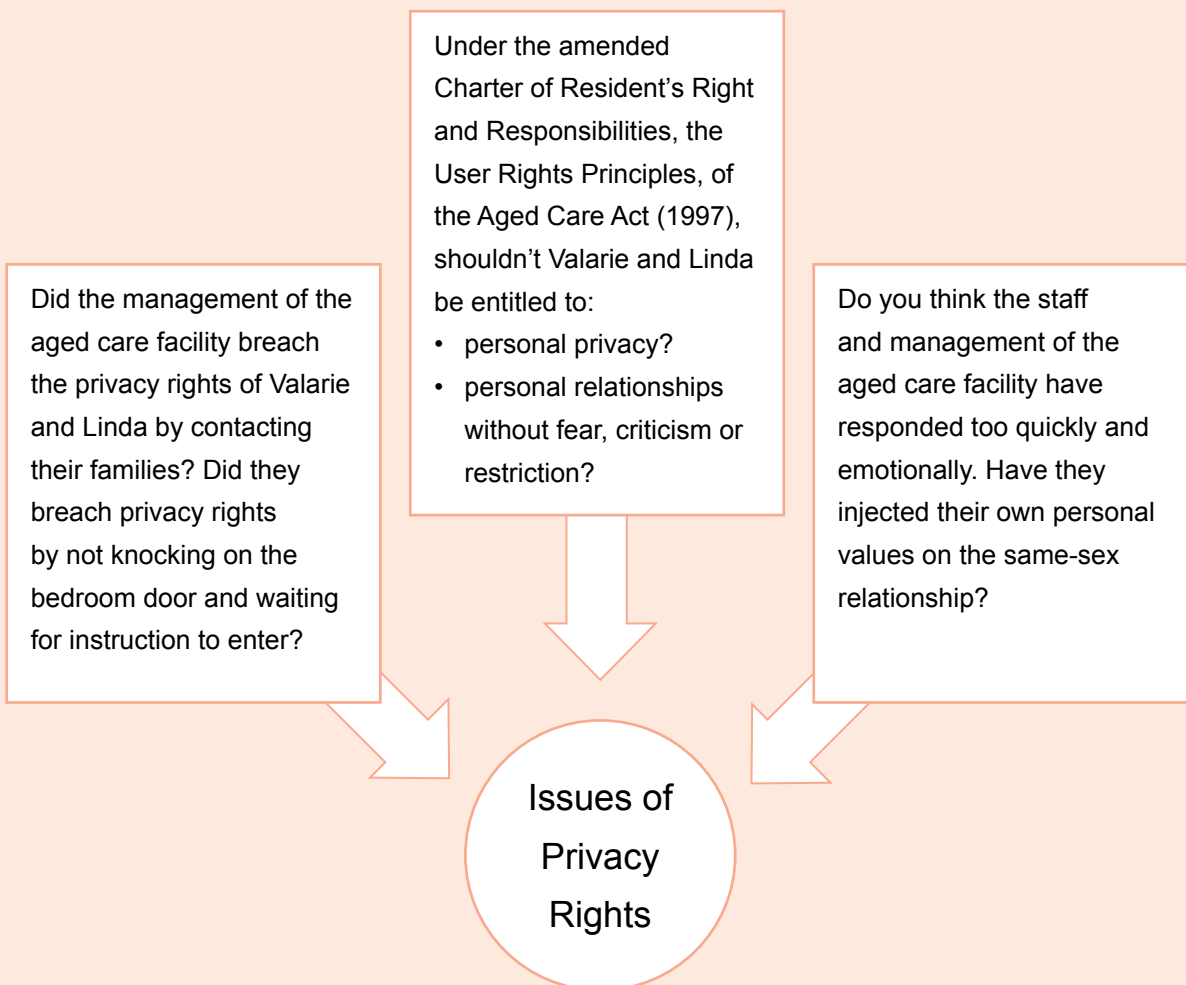 Did the management of the
aged care facility breach
the privacy rights of Valarie
and Linda by contacting
their families? Did they
breach privacy rights
by not knocking on the
bedroom door and waiting
for instruction to enter?
Under the amended
Charter of Resident’s Right
and Responsibilities, the
User Rights Principles, of
the Aged Care Act (1997),
shouldn’t Valarie and Linda
be entitled to:
• personal privacy?
• personal relationships
without fear, criticism or
restriction?
Do you think the staff
and management of the
aged care facility have
responded too quickly and
emotionally. Have they
injected their own personal
values on the same-sex
relationship?
Issues of
Privacy
Rights